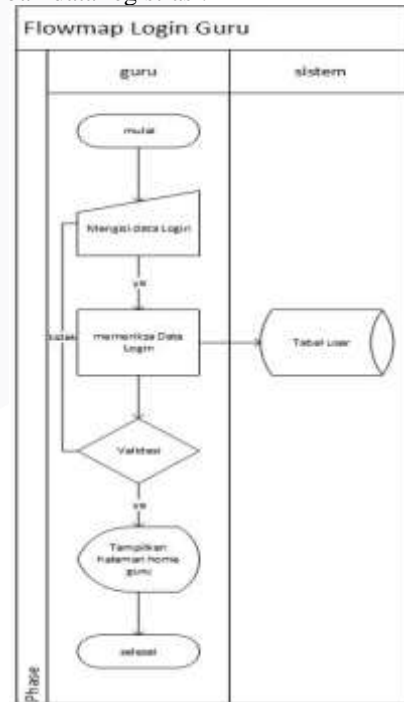 Flowmap Login Guru
guru
sistem
mulai
Mengisi data Login
ya
memeriksa Data
Login
tidak
Tabel user
Validasi
ya
Tampilkan
halaman home
guru
selesai
Phase